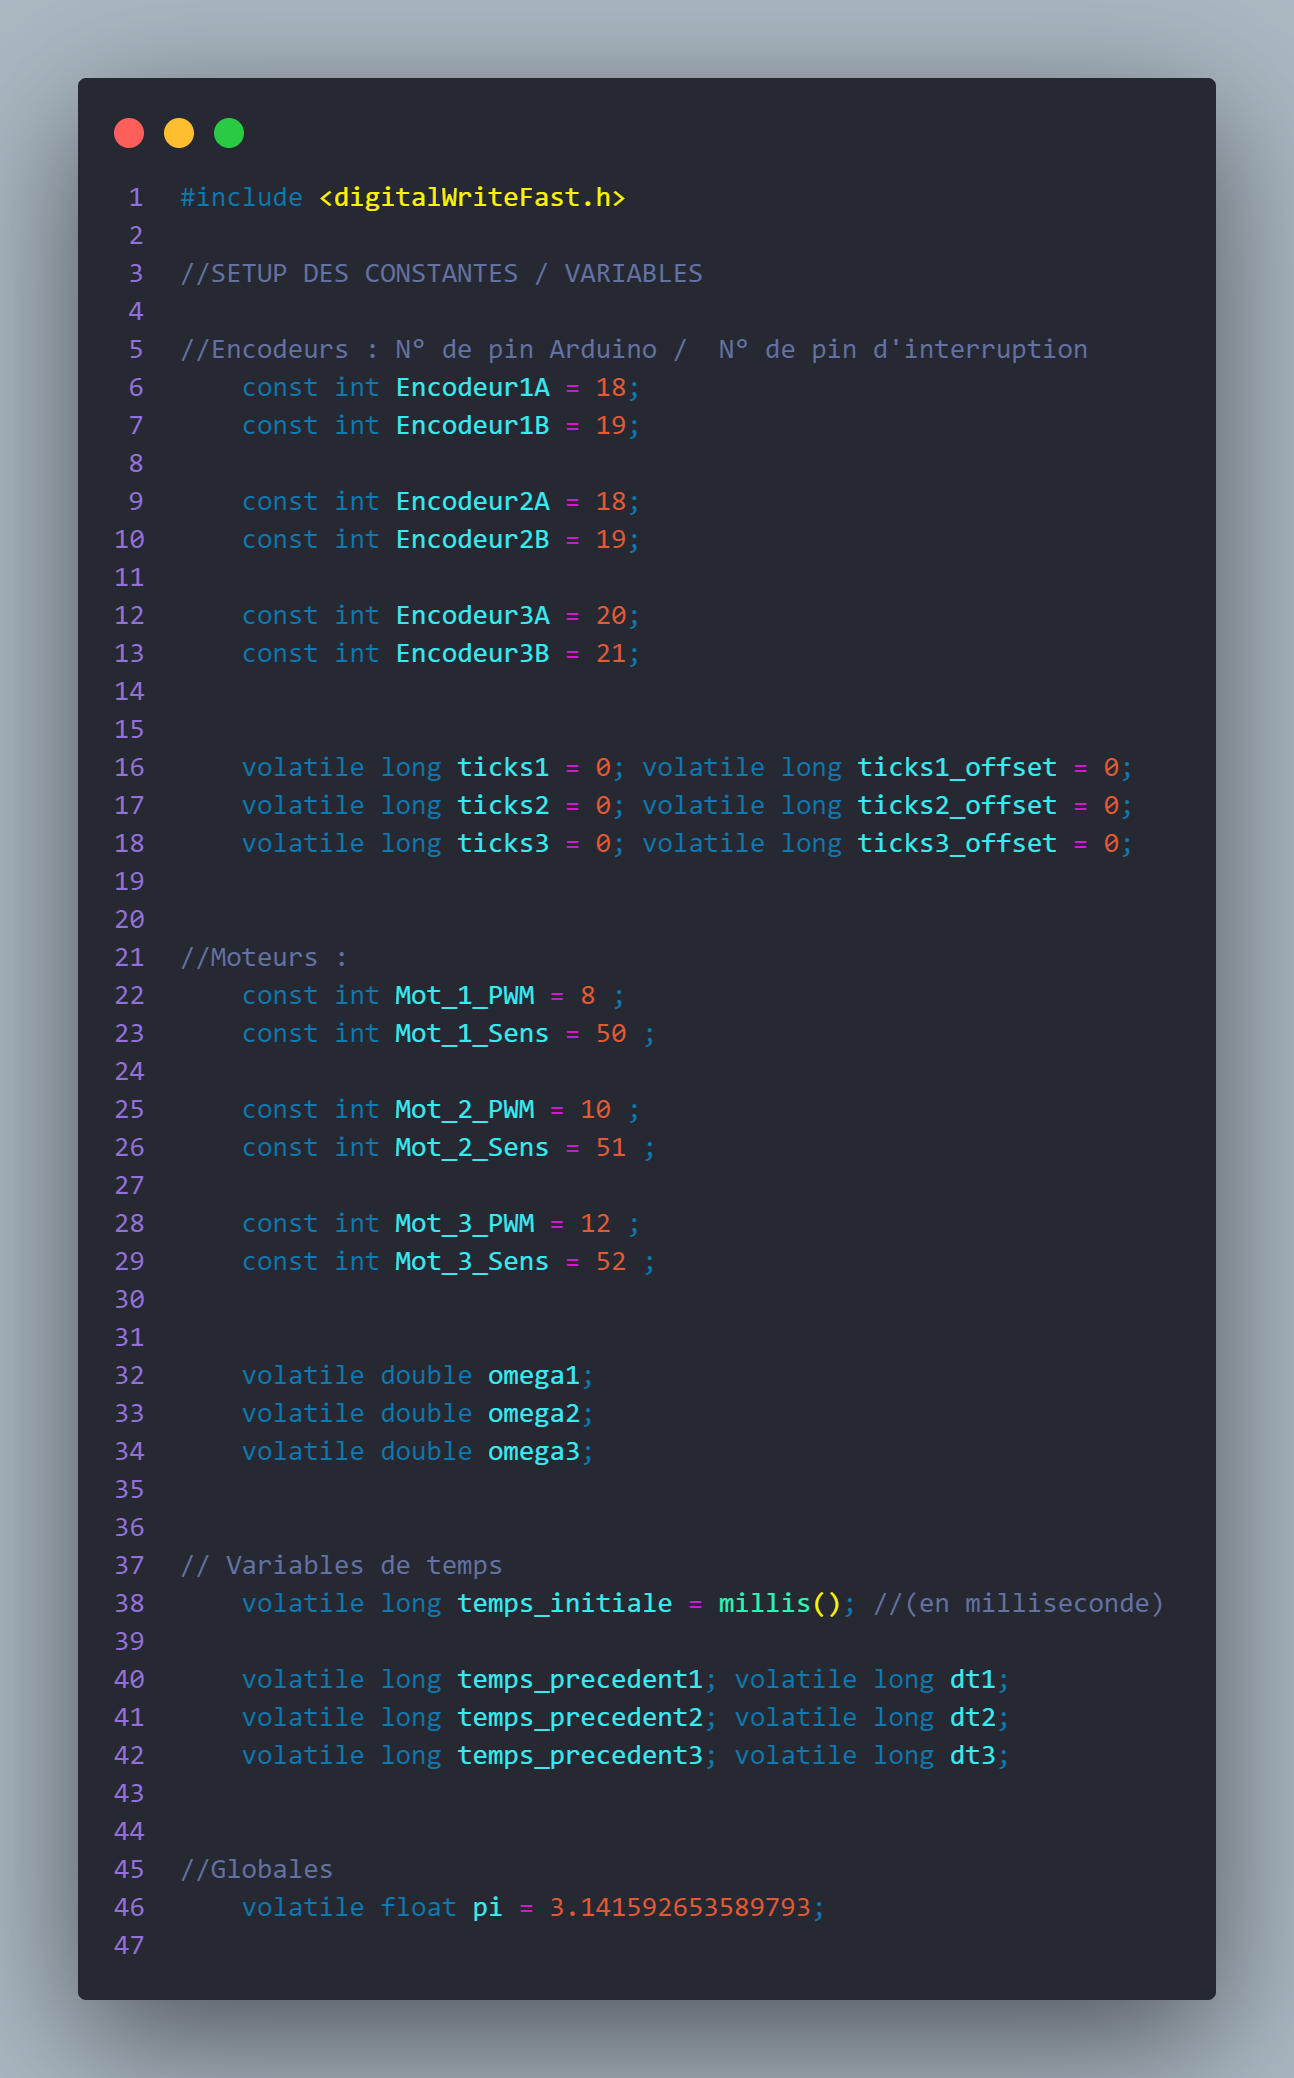 1 #include <digitalWriteFast.h>
2
3 //SETUP DES CONSTANTES / VARIABLES
4
5 //Encodeurs : N° de pin Arduino /  N° de pin d'interruption
6     const int Encodeur1A = 18;
7     const int Encodeur1B = 19;
8
9     const int Encodeur2A = 18;
10     const int Encodeur2B = 19;
11
12     const int Encodeur3A = 20;
13     const int Encodeur3B = 21;
14
15
16     volatile long ticks1 = 0; volatile long ticks1_offset = 0;
17     volatile long ticks2 = 0; volatile long ticks2_offset = 0;
18     volatile long ticks3 = 0; volatile long ticks3_offset = 0;
19
20
21 //Moteurs :
22     const int Mot_1_PWM = 8 ;
23     const int Mot_1_Sens = 50 ;
24
25     const int Mot_2_PWM = 10 ;
26     const int Mot_2_Sens = 51 ;
27
28     const int Mot_3_PWM = 12 ;
29     const int Mot_3_Sens = 52 ;
30
31
32     volatile double omega1;
33     volatile double omega2;
34     volatile double omega3;
35
36
37 // Variables de temps
38     volatile long temps_initiale = millis(); //(en milliseconde)
39
40     volatile long temps_precedent1; volatile long dt1;
41     volatile long temps_precedent2; volatile long dt2;
42     volatile long temps_precedent3; volatile long dt3;
43
44
45 //Globales
46     volatile float pi = 3.141592653589793;
47